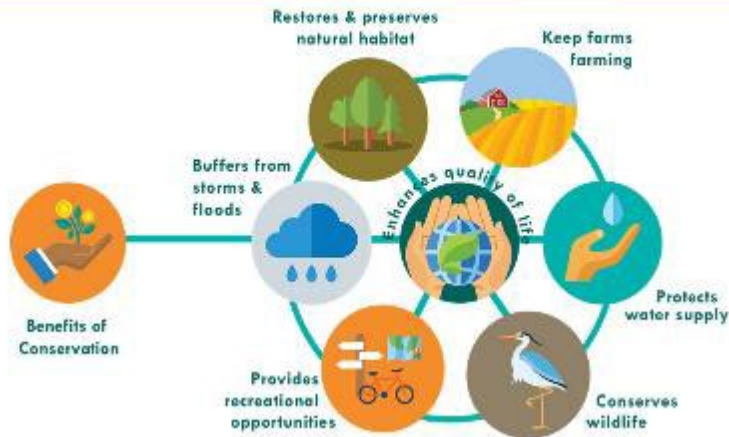 Restores & preserves
natural habitat
Keep farms
farming
Buffers from
storms &
floods
Enhances quality of life
Benefits of
Conservation
Protects
water supply
Provides
recreational
opportunities
Conserves
wildlife